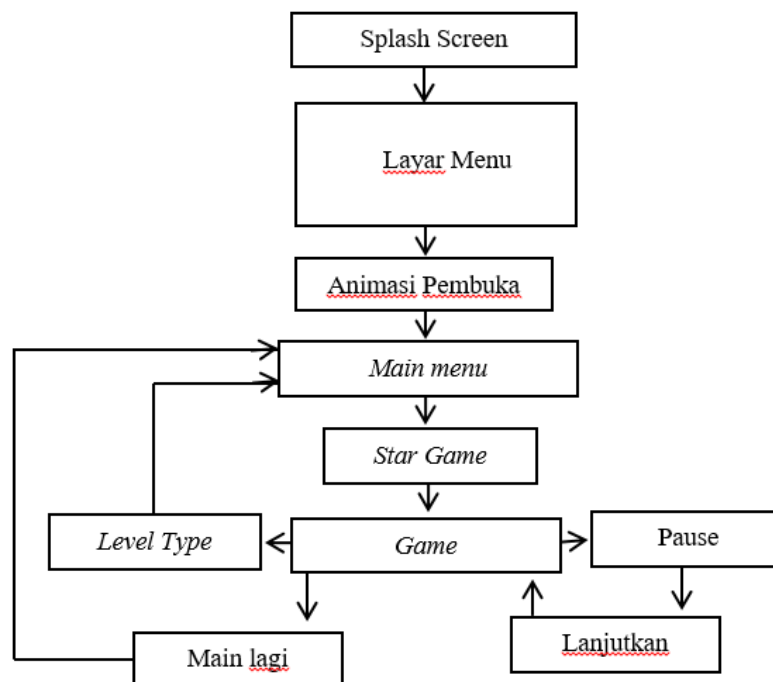 Splash Screen
Layar Menu
Animasi Pembuka
Main menu
Star Game
Level Type
Game
Pause
Main lagi
Lanjutkan